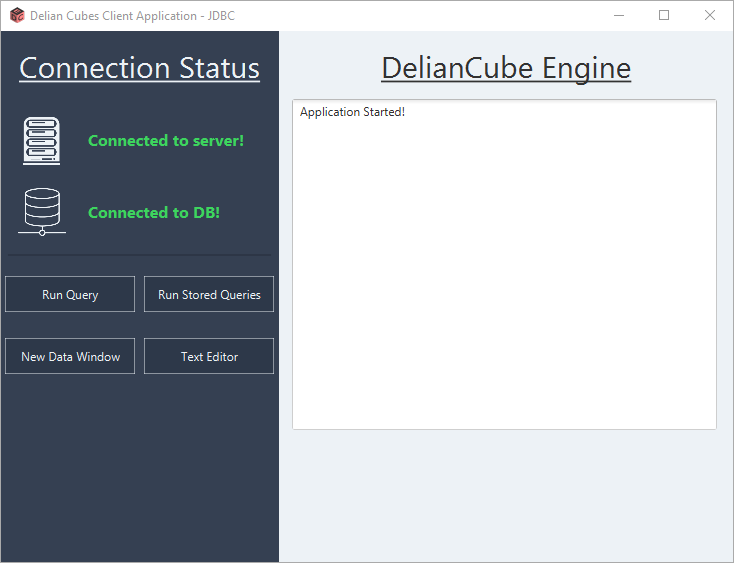 Delian Cubes Client Application - JDBC
Connection Status
Connected to server!
Connected to DB!
Run Query
Run Stored Queries
New Data Window
Text Editor
DelianCube Engine
Application Started!